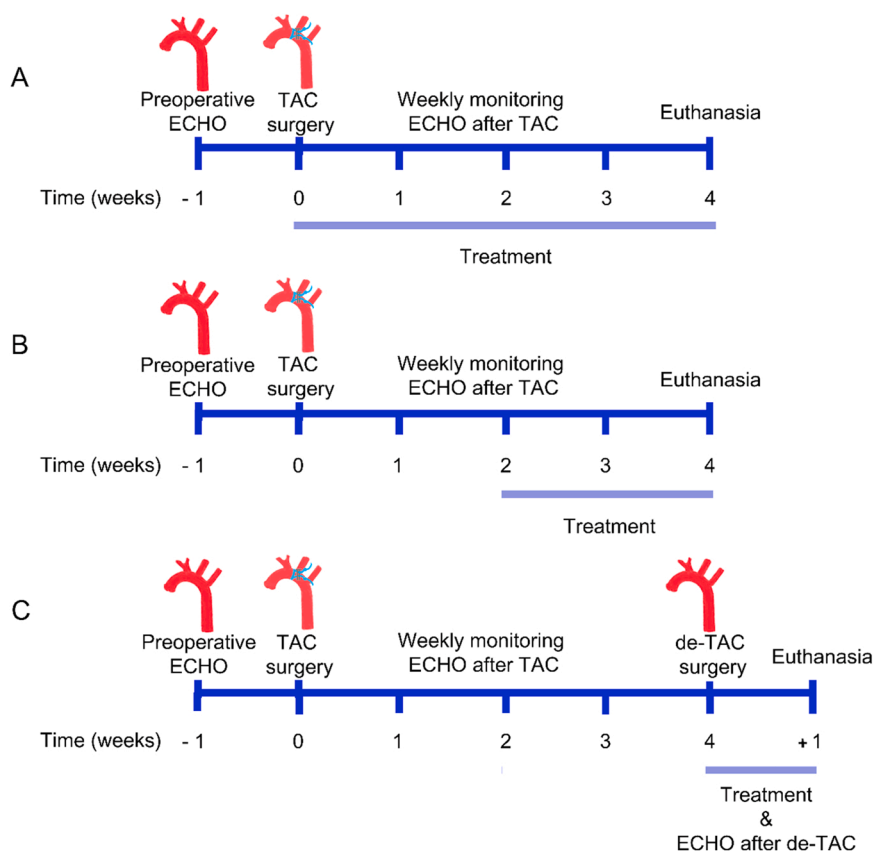 A
Preoperative
ECHO
TAC
surgery
Weekly monitoring
ECHO after TAC
Euthanasia
Time (weeks) - 1 0 1 2 3 4
Treatment
B
Preoperative
ECHO
TAC
surgery
Weekly monitoring
ECHO after TAC
Euthanasia
Time (weeks) - 1 0 1 2 3 4
Treatment
C
Preoperative
ECHO
TAC
surgery
Weekly monitoring
ECHO after TAC
de-TAC
surgery
Euthanasia
Time (weeks) - 1 0 1 2 3 4 + 1
Treatment
&
ECHO after de-TAC